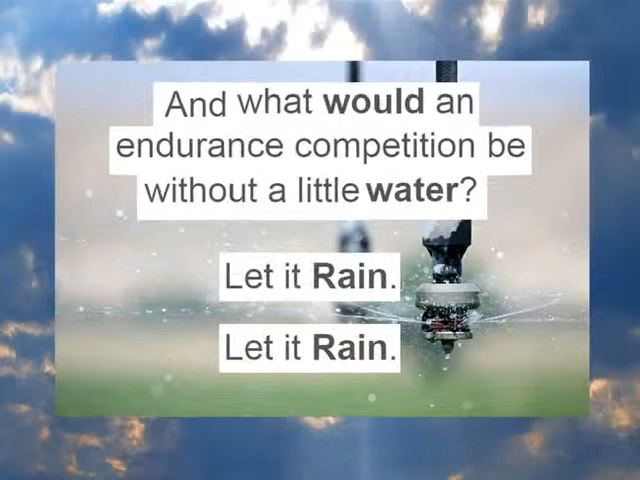 And what would an
endurance competition be
without a little water?
Let it Rain.
Let it Rain.